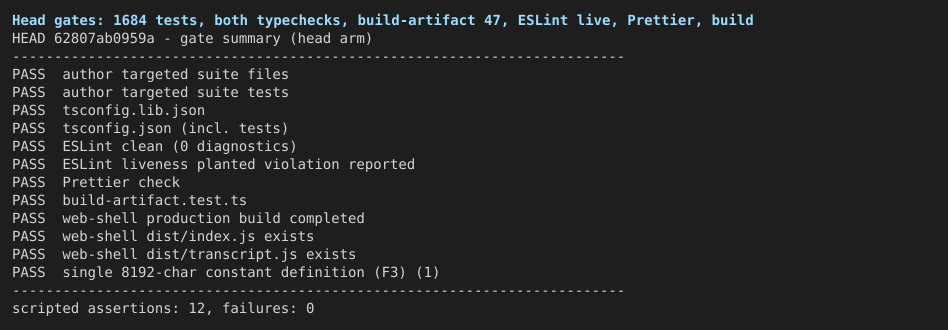 Head gates: 1684 tests, both typechecks, build-artifact 47, ESLint live, Prettier, build
HEAD 62807ab0959a - gate summary (head arm)
-------------------------------------------------------------------------
PASS  author targeted suite files
PASS  author targeted suite tests
PASS  tsconfig.lib.json
PASS  tsconfig.json (incl. tests)
PASS  ESLint clean (0 diagnostics)
PASS  ESLint liveness planted violation reported
PASS  Prettier check
PASS  build-artifact.test.ts
PASS  web-shell production build completed
PASS  web-shell dist/index.js exists
PASS  web-shell dist/transcript.js exists
PASS  single 8192-char constant definition (F3) (1)
-------------------------------------------------------------------------
scripted assertions: 12, failures: 0